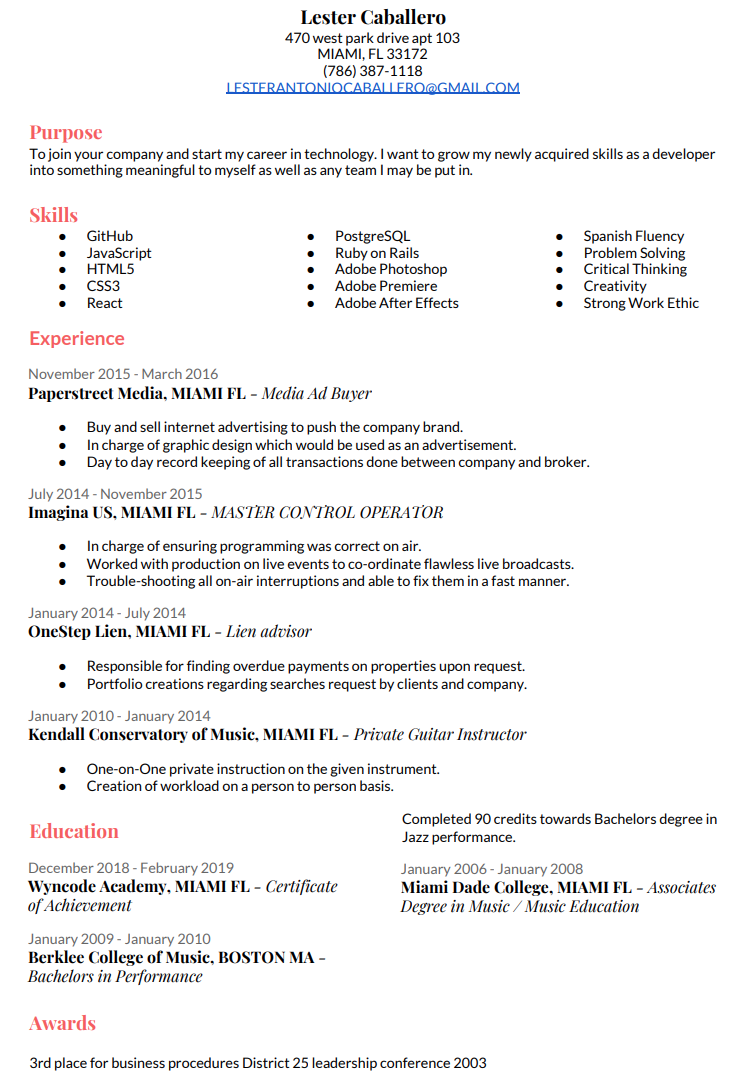 Lester Caballero
470 west park drive apt 103
MIAMI, FL 33172
(786) 387-1118
LESTERANTONIOCABALLERO@GMAIL.COM
Purpose
To join your company and start my career in technology. I want to grow my newly acquired skills as a developer
into something meaningful to myself as well as any team I may be put in.
Skills
● GitHub
● JavaScript
● HTML5
● CSS3
● React
● PostgreSQL
● Ruby on Rails
● Adobe Photoshop
● Adobe Premiere
● Adobe After Effects
● Spanish Fluency
● Problem Solving
● Critical Thinking
● Creativity
● Strong Work Ethic
Experience
November 2015 - March 2016
Paperstreet Media, MIAMI FL - Media Ad Buyer
● Buy and sell internet advertising to push the company brand.
● In charge of graphic design which would be used as an advertisement.
● Day to day record keeping of all transactions done between company and broker.
July 2014 - November 2015
Imagina US, MIAMI FL - MASTER CONTROL OPERATOR
● In charge of ensuring programming was correct on air.
● Worked with production on live events to co-ordinate flawless live broadcasts.
● Trouble-shooting all on-air interruptions and able to fix them in a fast manner.
January 2014 - July 2014
OneStep Lien, MIAMI FL - Lien advisor
● Responsible for finding overdue payments on properties upon request.
● Portfolio creations regarding searches request by clients and company.
January 2010 - January 2014
Kendall Conservatory of Music, MIAMI FL - Private Guitar Instructor
● One-on-One private instruction on the given instrument.
● Creation of workload on a person to person basis.
Education
December 2018 - February 2019
Wyncode Academy, MIAMI FL - Certificate
of Achievement
January 2009 - January 2010
Berklee College of Music, BOSTON MA -
Bachelors in Performance
Completed 90 credits towards Bachelors degree in
Jazz performance.
January 2006 - January 2008
Miami Dade College, MIAMI FL - Associates
Degree in Music / Music Education
Awards
3rd place for business procedures District 25 leadership conference 2003